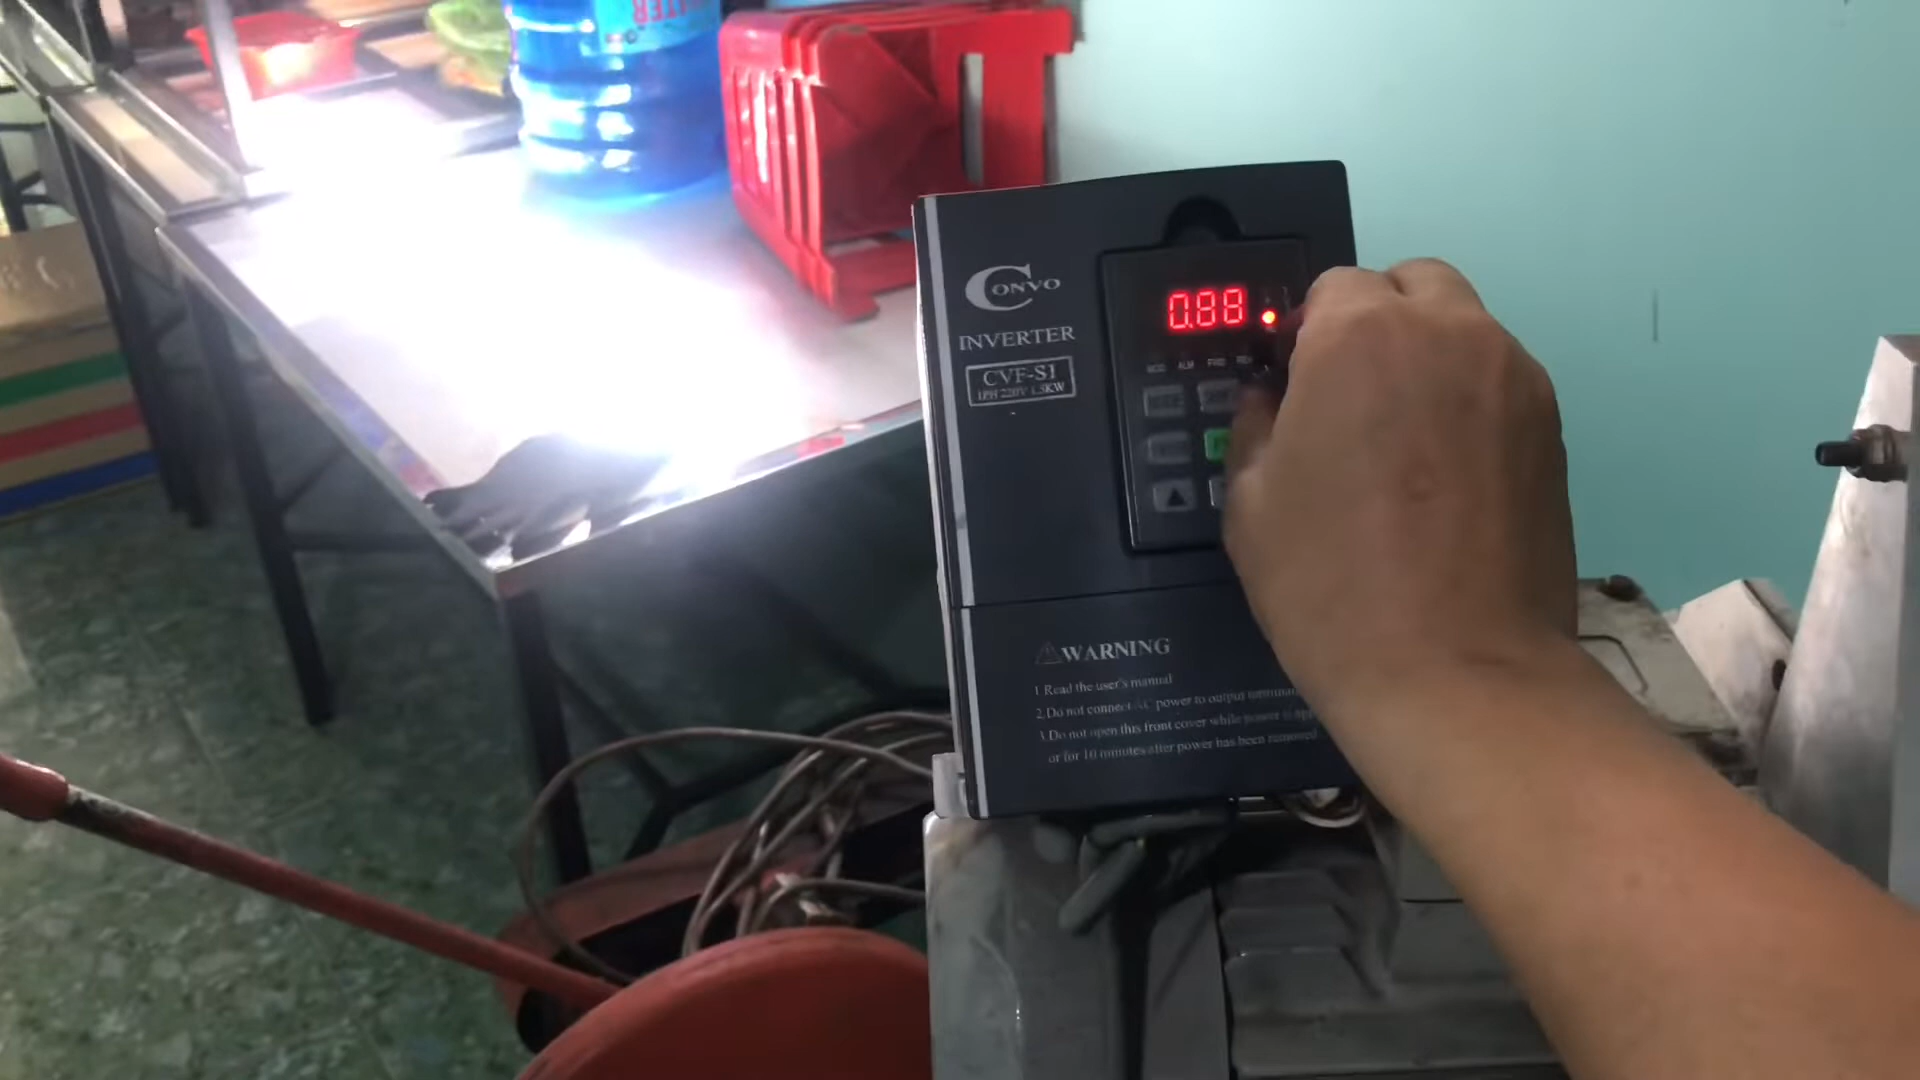 CONVO
INVERTER
CVF-S1
1PH 220V 1.5KW
0.88
ALM FWD
WARNING
1.Read the user's manual
2.Do not connect AC power to output
3.Do not open this front cover while power is
or for 10 minutes after power has been removed